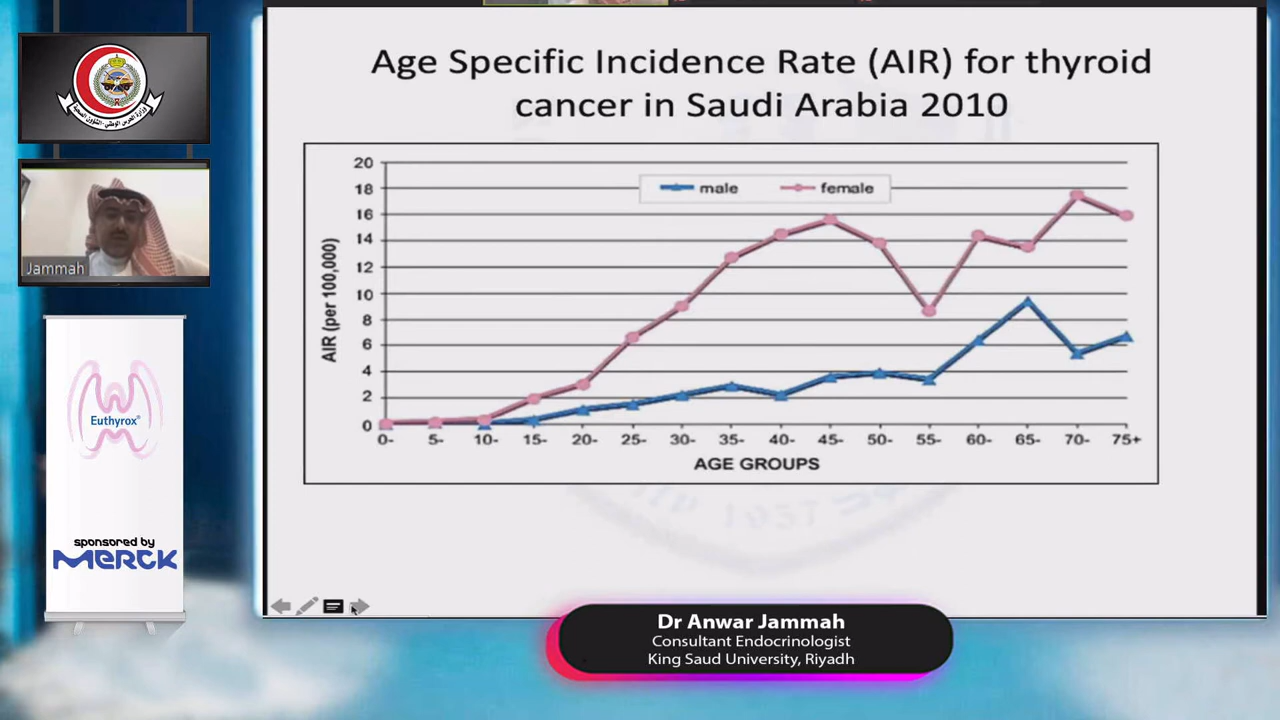 Age Specific Incidence Rate (AIR) for thyroid
cancer in Saudi Arabia 2010
male
female
AIR (per 100,000)
20
18
16
14
12
10
8
6
4
2
0
0-
5-
10-
15-
20-
25-
30-
35-
40-
45-
50-
55-
60-
65-
70-
75+
AGE GROUPS
Jammah
Euthyrox®
sponsored by
MERCK
1957
Dr Anwar Jammah
Consultant Endocrinologist
King Saud University, Riyadh